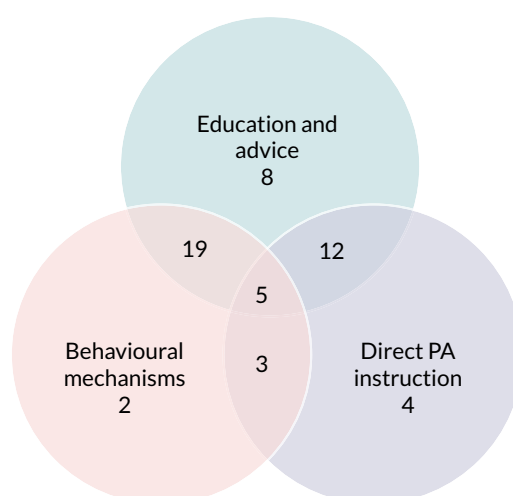 Education and
advice
8
19
12
5
Behavioural
mechanisms
2
3
Direct PA
instruction
4